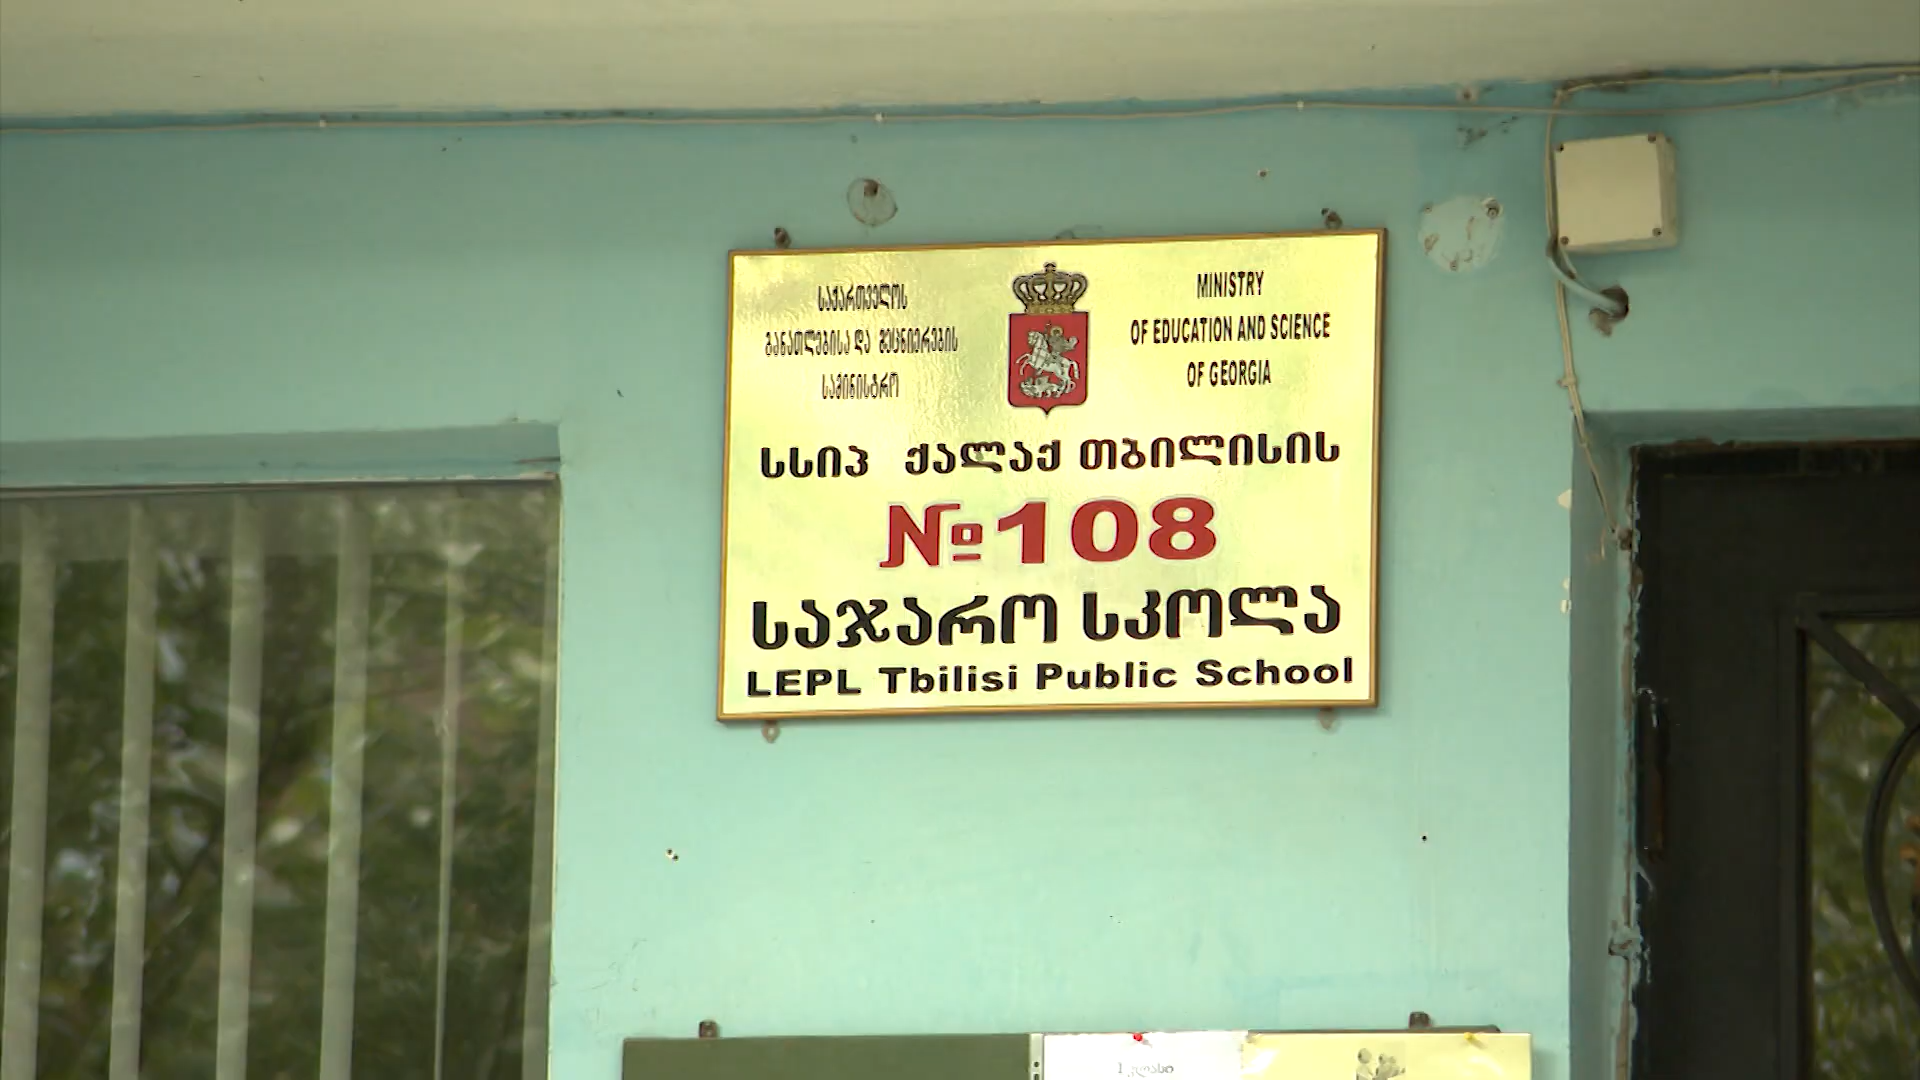 საქართველოს
განათლებისა და მეცნიერების
სამინისტრო
MINISTRY
OF EDUCATION AND SCIENCE
OF GEORGIA
სსიპ ქალაქ თბილისის
№108
საჯარო სკოლა
LEPL Tbilisi Public School
I კლასი